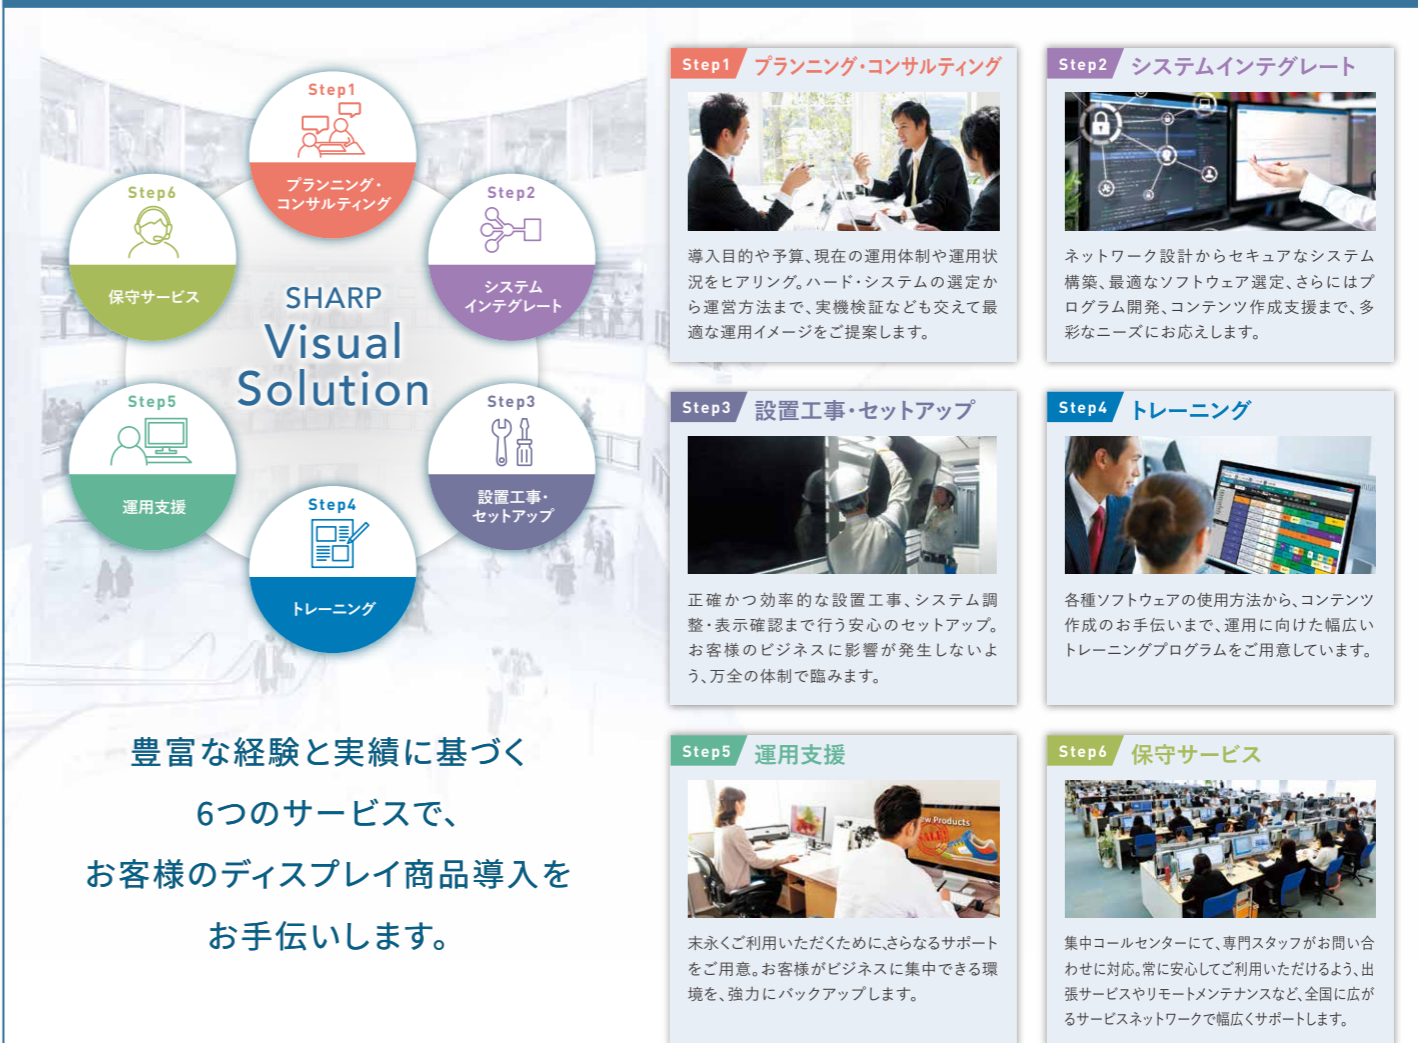 Step1
プランニング・
コンサルティング
Step2
システム
インテグレート
Step3
設置工事・
セットアップ
Step4
トレーニング
Step5
運用支援
Step6
保守サービス
SHARP
Visual
Solution
豊富な経験と実績に基づく
6つのサービスで、
お客様のディスプレイ商品導入を
お手伝いします。
Step1 プランニング・コンサルティング
導入目的や予算、現在の運用体制や運用状
況をヒアリング。ハード・システムの選定か
ら運営方法まで、実機検証なども交えて最
適な運用イメージをご提案します。
Step2 システムインテグレート
ネットワーク設計からセキュアなシステム
構築、最適なソフトウェア選定、さらにはプ
ログラム開発、コンテンツ作成支援まで、多
彩なニーズにお応えします。
Step3 設置工事・セットアップ
正確かつ効率的な設置工事、システム調
整・表示確認まで行う安心のセットアップ。
お客様のビジネスに影響が発生しないよ
う、万全の体制で臨みます。
Step4 トレーニング
各種ソフトウェアの使用方法から、コンテンツ
作成のお手伝いまで、運用に向けた幅広い
トレーニングプログラムをご用意しています。
Step5 運用支援
ew Products
SALE
末永くご利用いただくために、さらなるサポート
をご用意。お客様がビジネスに集中できる環
境を、強力にバックアップします。
Step6 保守サービス
集中コールセンターにて、専門スタッフがお問い合
わせに対応。常に安心してご利用いただけるよう、出
張サービスやリモートメンテナンスなど、全国に広が
るサービスネットワークで幅広くサポートします。